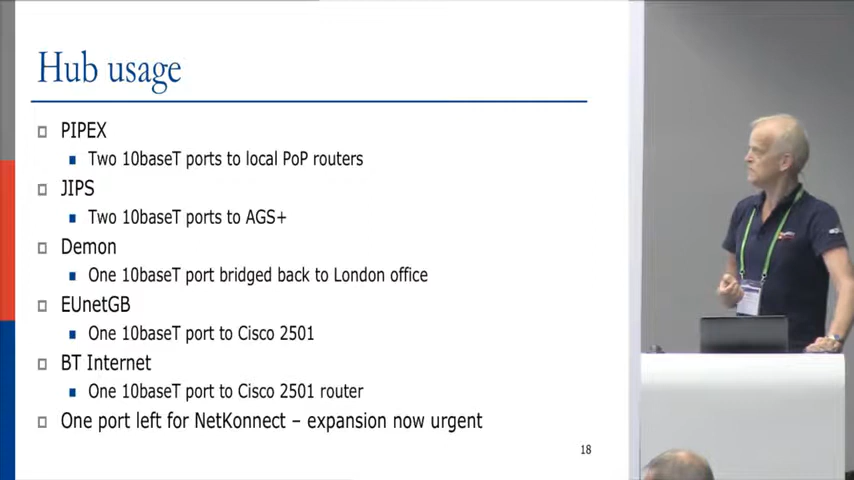 Hub usage
PIPEX
Two 10baseT ports to local PoP routers
JIPS
Two 10baseT ports to AGS+
Demon
One 10baseT port bridged back to London office
EUnetGB
One 10baseT port to Cisco 2501
BT Internet
One 10baseT port to Cisco 2501 router
One port left for NetKonnect – expansion now urgent
18